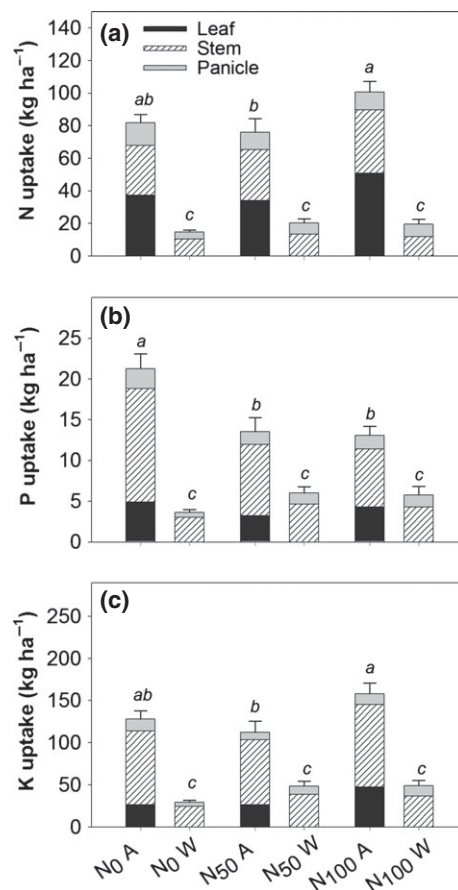 (a)
Leaf
Stem
Panicle
N uptake (kg ha⁻¹)
140
120
100
80
60
40
20
0
ab
c
b
c
a
c
(b)
P uptake (kg ha⁻¹)
25
20
15
10
5
0
a
c
b
c
b
c
(c)
K uptake (kg ha⁻¹)
250
200
150
100
50
0
ab
c
b
c
a
c
N0 A
N0 W
N50 A
N50 W
N100 A
N100 W